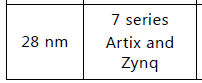 28 nm
7 series
Artix and
Zynq